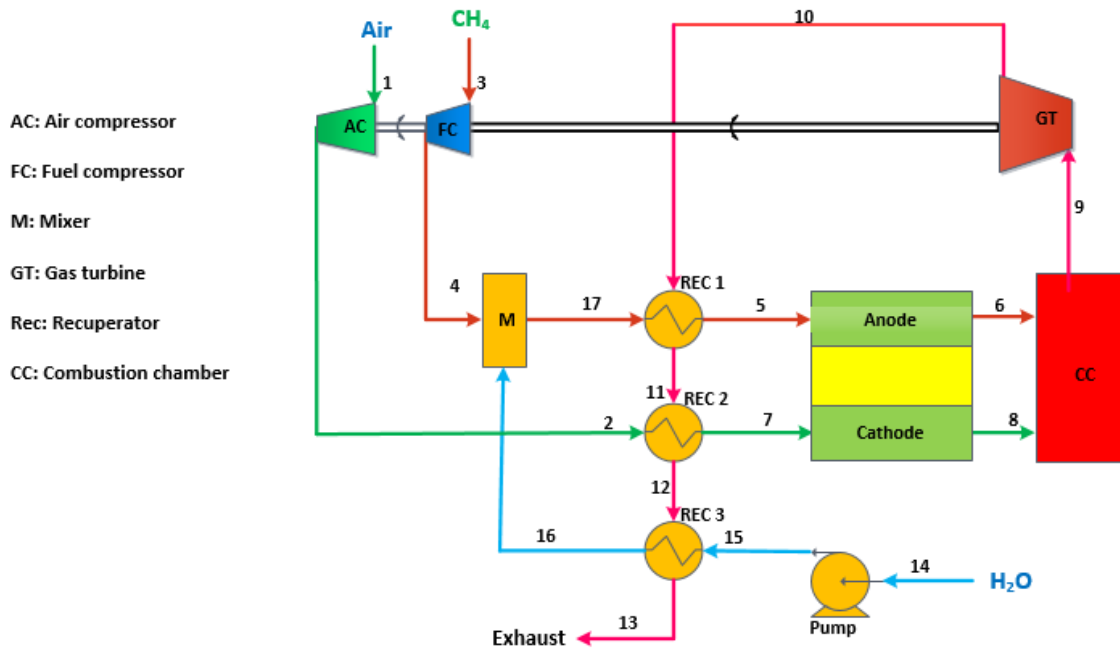 10
Air
CH₄
1
3
AC: Air compressor
AC
FC
GT
FC: Fuel compressor
M: Mixer
9
GT: Gas turbine
4
17
REC 1
5
6
M
Anode
Rec: Recuperator
CC: Combustion chamber
CC
11
REC 2
2
7
Cathode
8
12
REC 3
16
15
14
H₂O
13
Pump
Exhaust